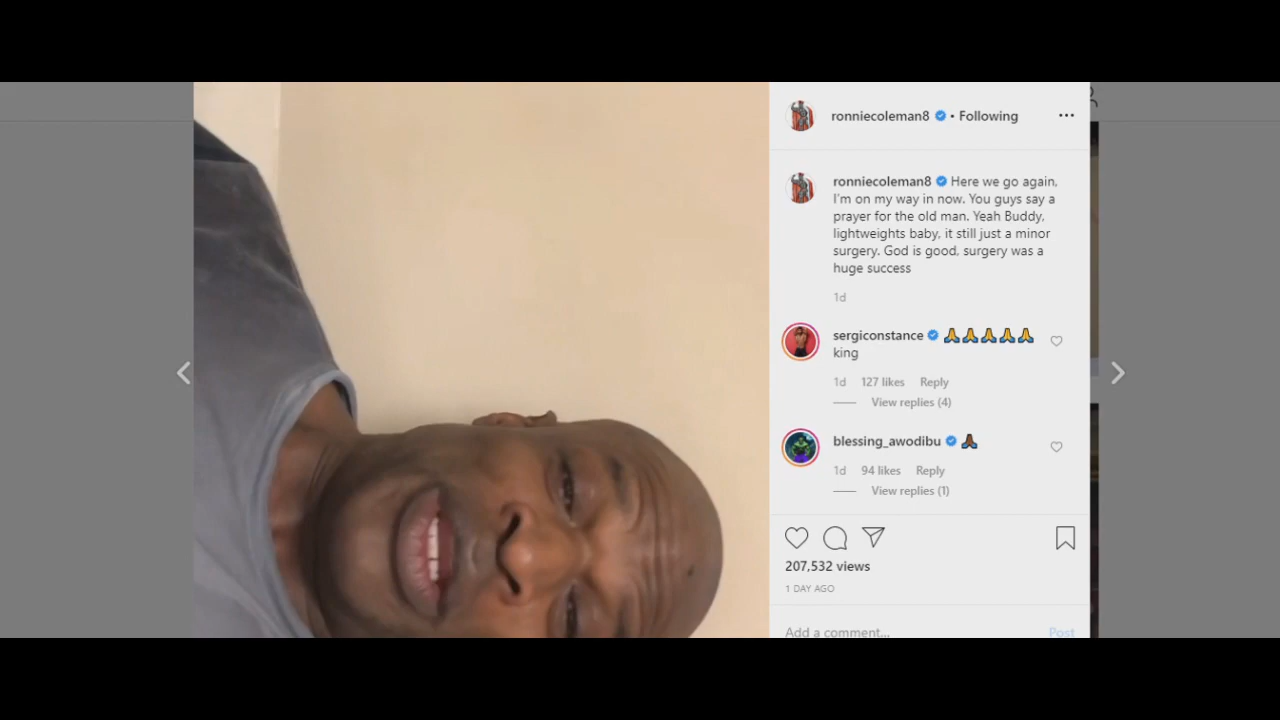 ronniecoleman8 • Following
ronniecoleman8 Here we go again,
I'm on my way in now. You guys say a
prayer for the old man. Yeah Buddy,
lightweights baby, it still just a minor
surgery. God is good, surgery was a
huge success
1d
sergiconstance 🙏🙏🙏🙏🙏
king
1d 127 likes Reply
View replies (4)
blessing_awodibu 🙏🏾
1d 94 likes Reply
View replies (1)
207,532 views
1 DAY AGO
Add a comment... Post